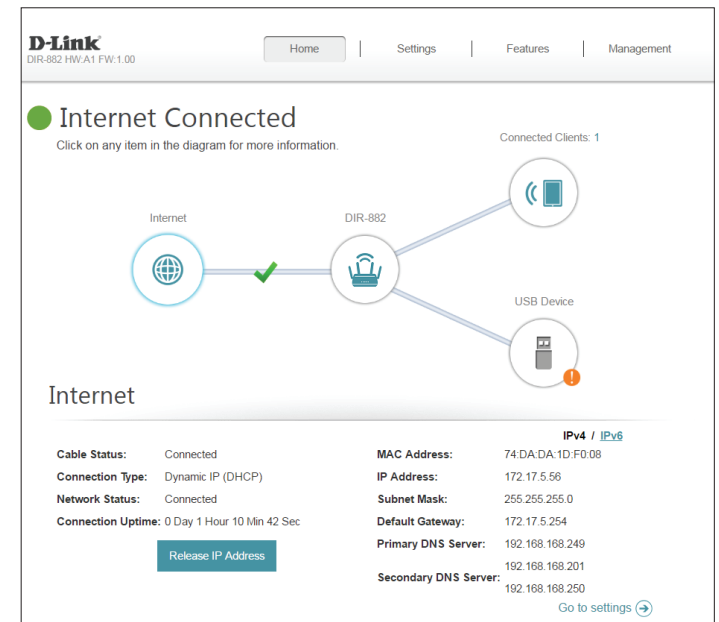 D-Link
DIR-882 HW:A1 FW:1.00
Home
Settings
Features
Management
Internet Connected
Click on any item in the diagram for more information.
Connected Clients: 1
Internet
DIR-882
USB Device
Internet
IPv4 / IPv6
Cable Status: Connected
MAC Address: 74:DA:DA:1D:F0:08
Connection Type: Dynamic IP (DHCP)
IP Address: 172.17.5.56
Network Status: Connected
Subnet Mask: 255.255.255.0
Connection Uptime: 0 Day 1 Hour 10 Min 42 Sec
Default Gateway: 172.17.5.254
Release IP Address
Primary DNS Server: 192.168.168.249
Secondary DNS Server: 192.168.168.201
192.168.168.250
Go to settings